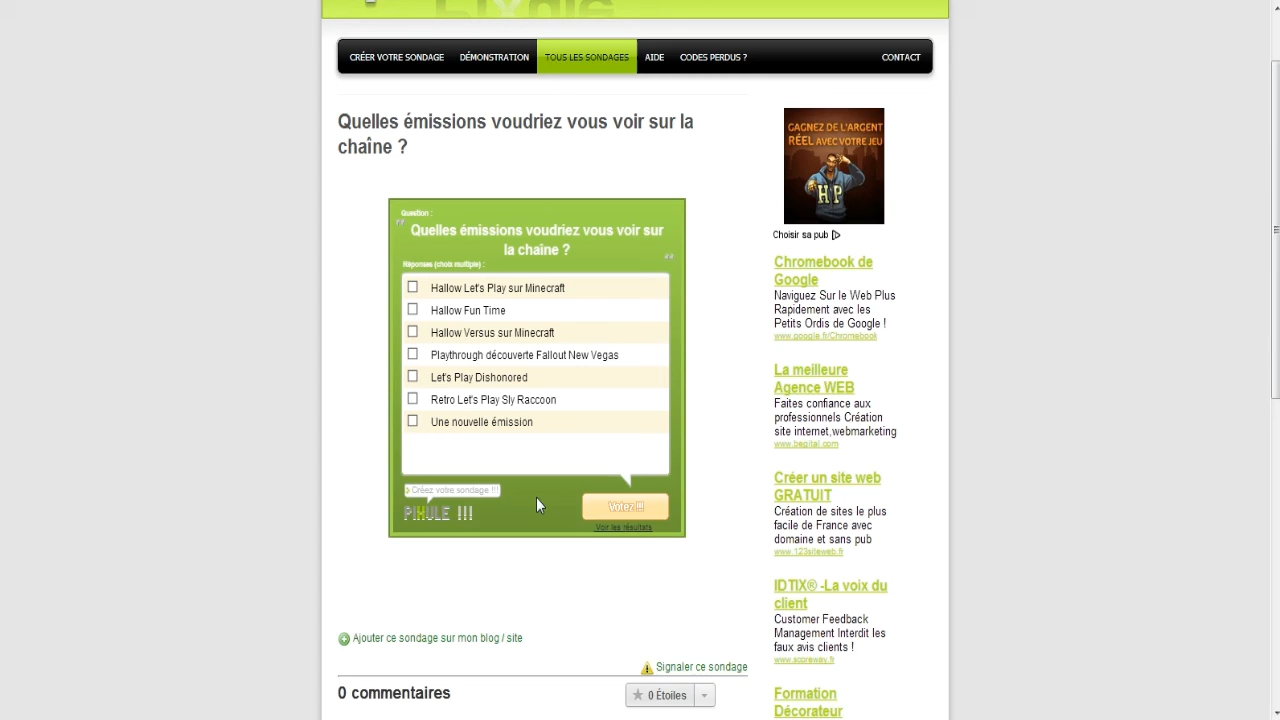 CRÉER VOTRE SONDAGE DÉMONSTRATION TOUS LES SONDAGES AIDE CODES PERDUS ? CONTACT
Quelles émissions voudriez vous voir sur la
chaîne ?
Question :
Quelles émissions voudriez vous voir sur
la chaîne ?
Réponses (choix multiple) :
Hallow Let's Play sur Minecraft
Hallow Fun Time
Hallow Versus sur Minecraft
Playthrough découverte Fallout New Vegas
Let's Play Dishonored
Retro Let's Play Sly Raccoon
Une nouvelle émission
Créez votre sondage !!!
PIXULE !!!
Votez !!!
Voir les résultats
Ajouter ce sondage sur mon blog / site
Signaler ce sondage
0 commentaires
0 Étoiles
GAGNEZ DE L'ARGENT
RÉEL AVEC VOTRE JEU
HP
Choisir sa pub
Chromebook de
Google
Naviguez Sur le Web Plus
Rapidement avec les
Petits Ordis de Google !
www.google.fr/Chromebook
La meilleure
Agence WEB
Faites confiance aux
professionnels Création
site internet,webmarketing
www.begital.com
Créer un site web
GRATUIT
Création de sites le plus
facile de France avec
domaine et sans pub
www.123siteweb.fr
IDTIX® -La voix du
client
Customer Feedback
Management Interdit les
faux avis clients !
Formation
Décorateur